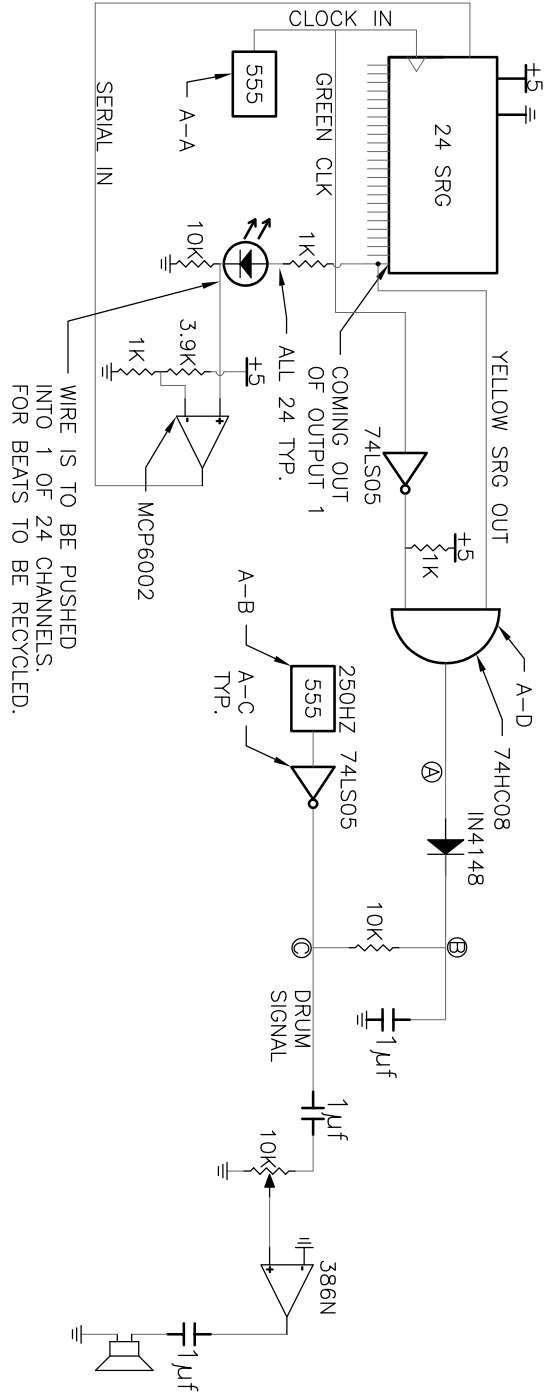 CLOCK IN
+5
24 SRG
555
A-A
GREEN CLK
SERIAL IN
YELLOW SRG OUT
COMING OUT
OF OUTPUT 1
ALL 24 TYP.
1K
10K
3.9K
1K
+5
MCP6002
WIRE IS TO BE PUSHED
INTO 1 OF 24 CHANNELS.
FOR BEATS TO BE RECYCLED.
74LS05
+5
1K
A-D
74HC08
A
IN4148
B
10K
1µf
A-B
250HZ
555
A-C
TYP.
74LS05
C
DRUM
SIGNAL
1µf
10K
386N
1µf